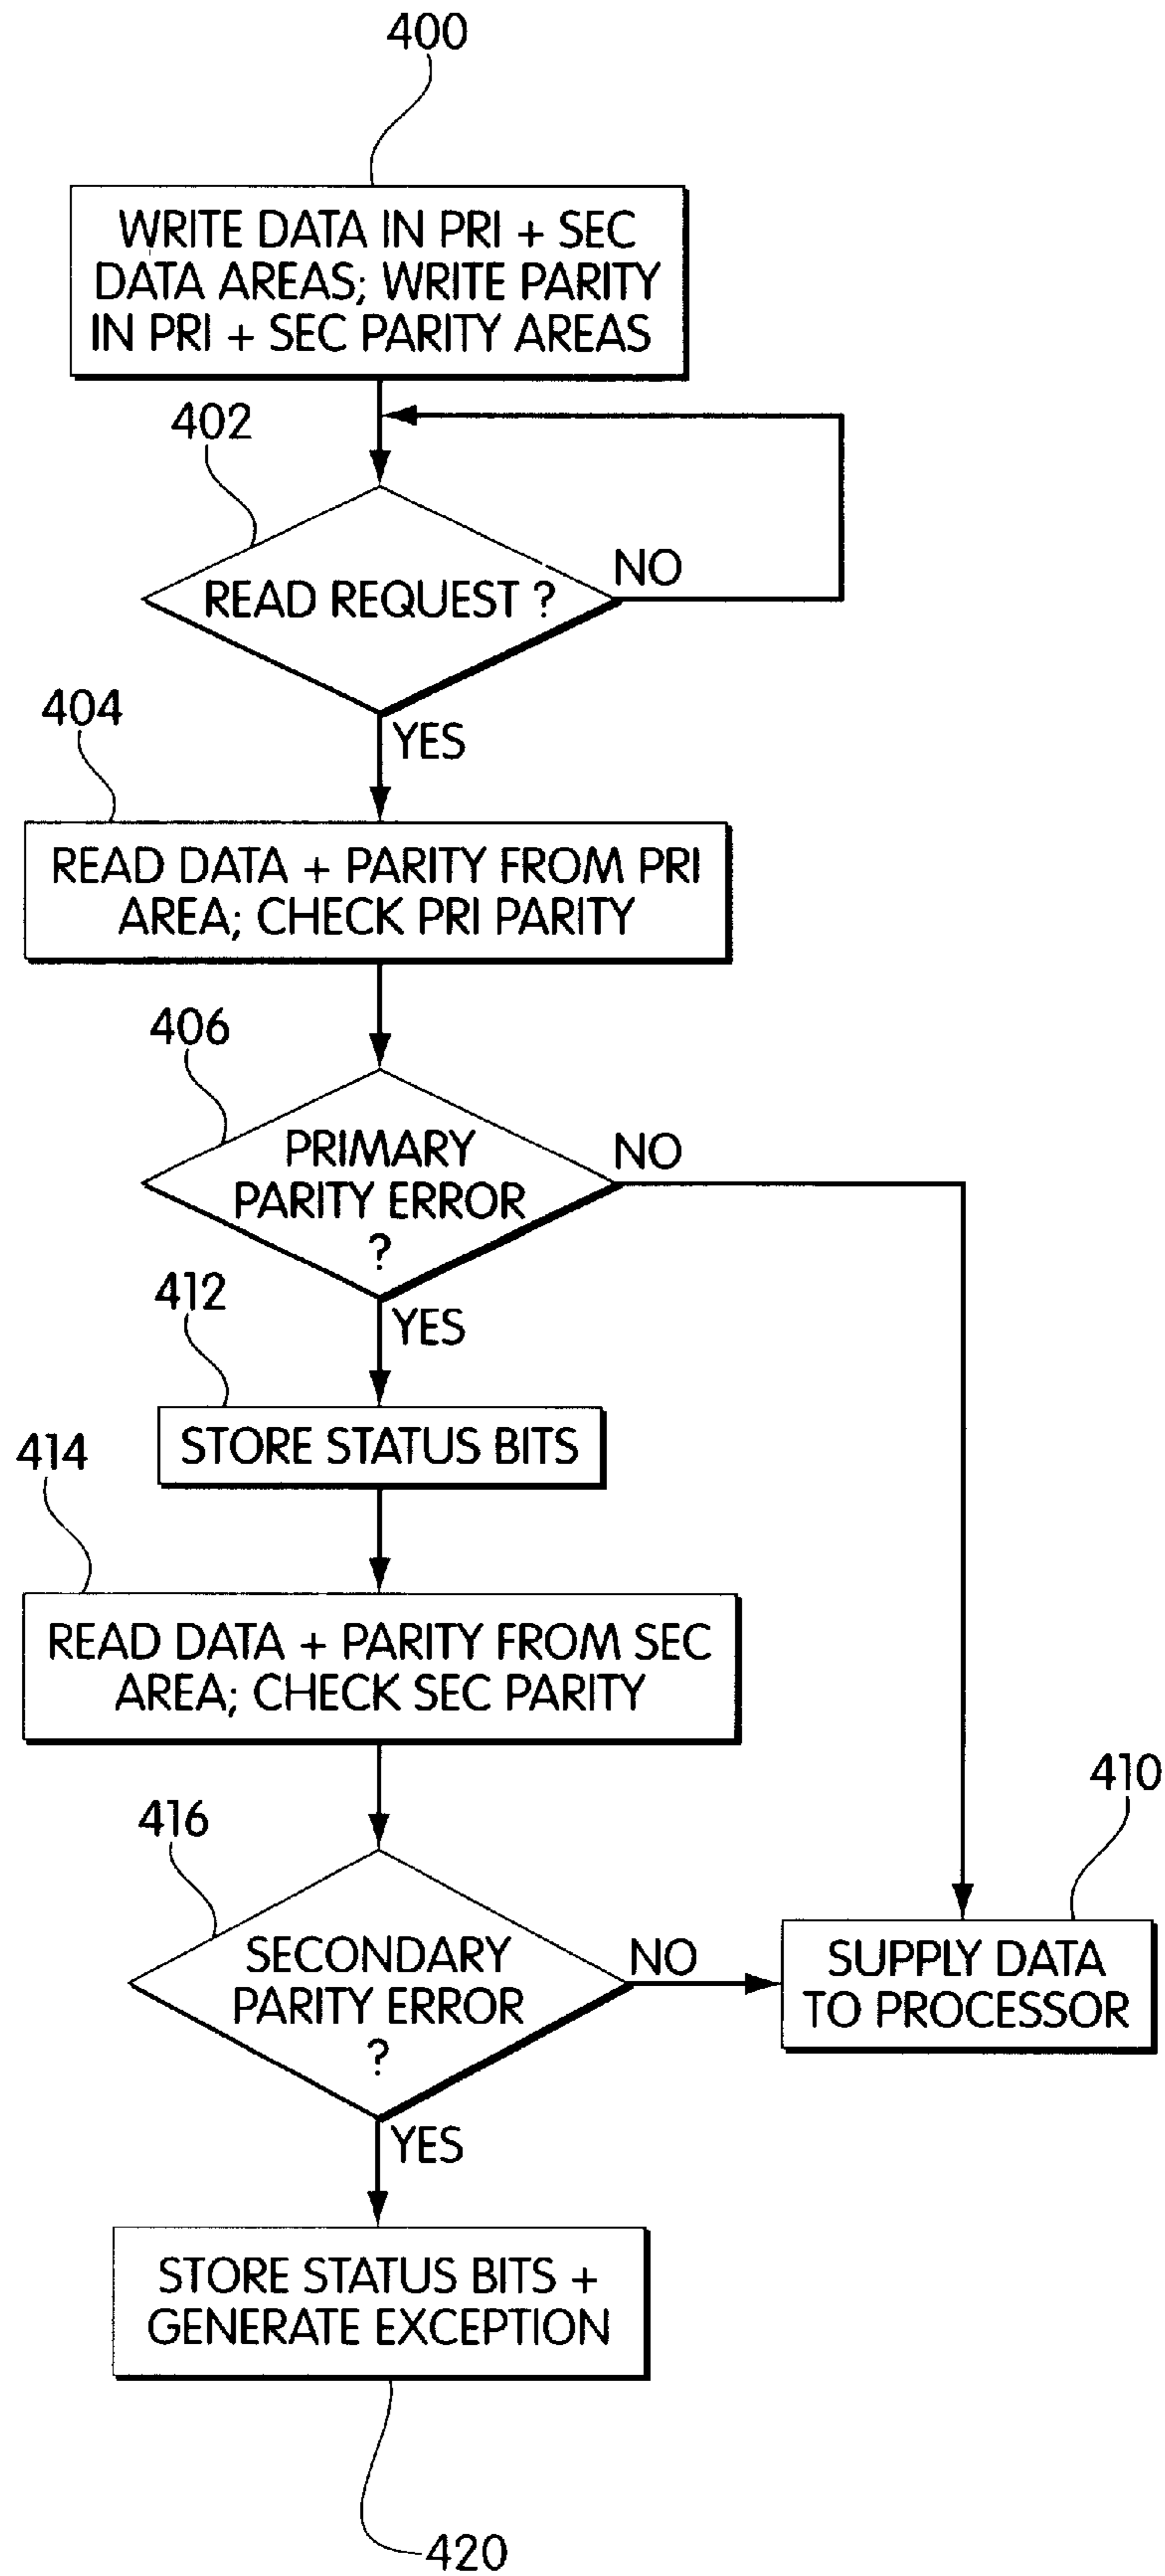 400
WRITE DATA IN PRI + SEC
DATA AREAS; WRITE PARITY
IN PRI + SEC PARITY AREAS
402
READ REQUEST ?
NO
YES
404
READ DATA + PARITY FROM PRI
AREA; CHECK PRI PARITY
406
PRIMARY
PARITY ERROR
?
NO
YES
412
STORE STATUS BITS
414
READ DATA + PARITY FROM SEC
AREA; CHECK SEC PARITY
416
SECONDARY
PARITY ERROR
?
NO
YES
410
SUPPLY DATA
TO PROCESSOR
STORE STATUS BITS +
GENERATE EXCEPTION
420